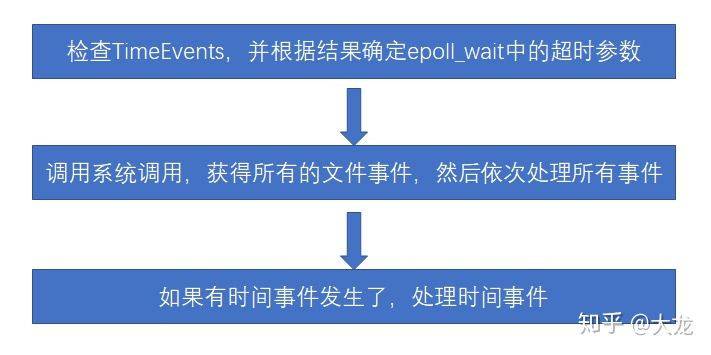 检查TimeEvents，并根据结果确定epoll_wait中的超时参数
调用系统调用，获得所有的文件事件，然后依次处理所有事件
如果有时间事件发生了，处理时间事件
知乎 @大龙